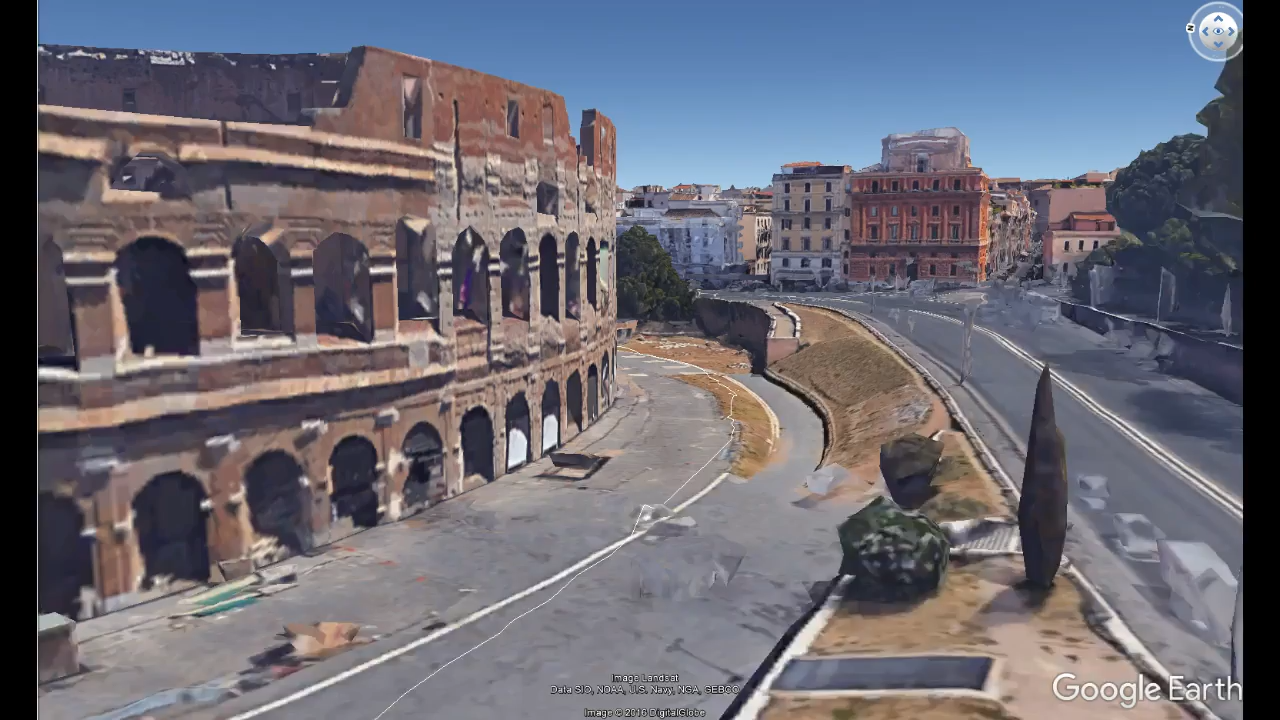 Image Landsat
Data SIO, NOAA, U.S. Navy, NGA, GEBCO
Image © 2016 DigitalGlobe
Google Earth